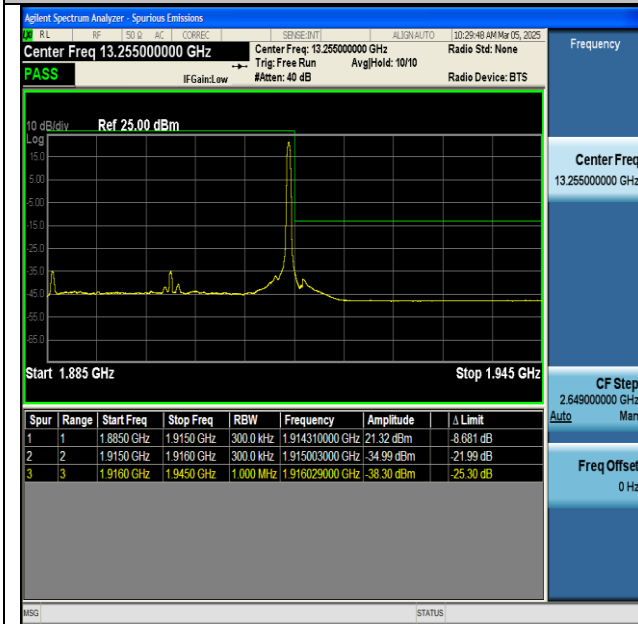 Agilent Spectrum Analyzer - Spurious Emissions
LXI RL RF 50 Ω AC CORREC SENSE:INT ALIGN AUTO 10:29:48 AM Mar 05, 2025
Center Freq 13.255000000 GHz
Center Freq: 13.255000000 GHz
Radio Std: None
Trig: Free Run Avg|Hold: 10/10
PASS
IFGain:Low #Atten: 40 dB Radio Device: BTS
10 dB/div Ref 25.00 dBm
Log
15.0
5.00
-5.00
-15.0
-25.0
-35.0
-45.0
-55.0
-65.0
Start 1.885 GHz Stop 1.945 GHz
Spur Range Start Freq Stop Freq RBW Frequency Amplitude Δ Limit
1 1 1.8850 GHz 1.9150 GHz 300.0 kHz 1.914310000 GHz 21.32 dBm -8.681 dB
2 2 1.9150 GHz 1.9160 GHz 300.0 kHz 1.915003000 GHz -34.99 dBm -21.99 dB
3 3 1.9160 GHz 1.9450 GHz 1.000 MHz 1.916029000 GHz -38.30 dBm -25.30 dB
Frequency
Center Freq
13.255000000 GHz
CF Step
2.649000000 GHz
Auto Man
Freq Offset
0 Hz
MSG STATUS